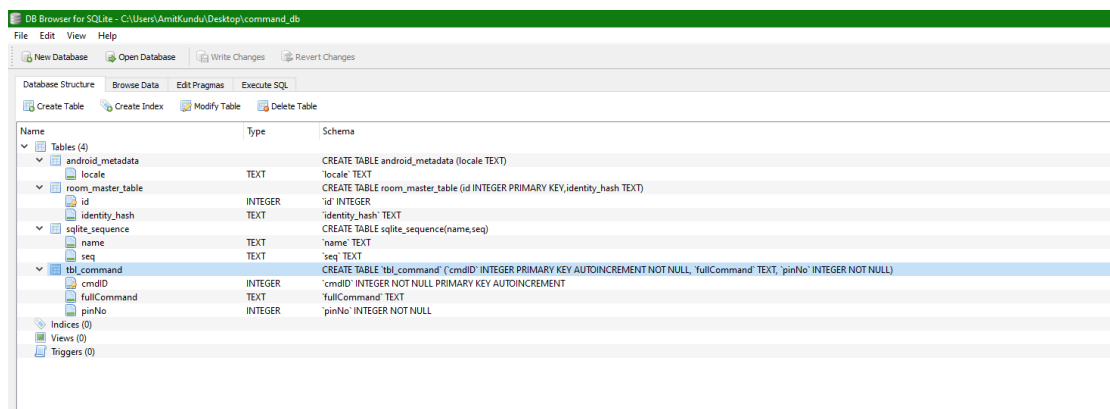 DB Browser for SQLite - C:\Users\AmitKundu\Desktop\command_db
File Edit View Help
New Database Open Database Write Changes Revert Changes
Database Structure Browse Data Edit Pragmas Execute SQL
Create Table Create Index Modify Table Delete Table
Name Type Schema
Tables (4)
android_metadata CREATE TABLE android_metadata (locale TEXT)
locale TEXT `locale` TEXT
room_master_table CREATE TABLE room_master_table (id INTEGER PRIMARY KEY,identity_hash TEXT)
id INTEGER `id` INTEGER
identity_hash TEXT `identity_hash` TEXT
sqlite_sequence CREATE TABLE sqlite_sequence(name,seq)
name TEXT `name` TEXT
seq TEXT `seq` TEXT
tbl_command CREATE TABLE `tbl_command` (`cmdID` INTEGER PRIMARY KEY AUTOINCREMENT NOT NULL, `fullCommand` TEXT, `pinNo` INTEGER NOT NULL)
cmdID INTEGER `cmdID` INTEGER NOT NULL PRIMARY KEY AUTOINCREMENT
fullCommand TEXT `fullCommand` TEXT
pinNo INTEGER `pinNo` INTEGER NOT NULL
Indices (0)
Views (0)
Triggers (0)